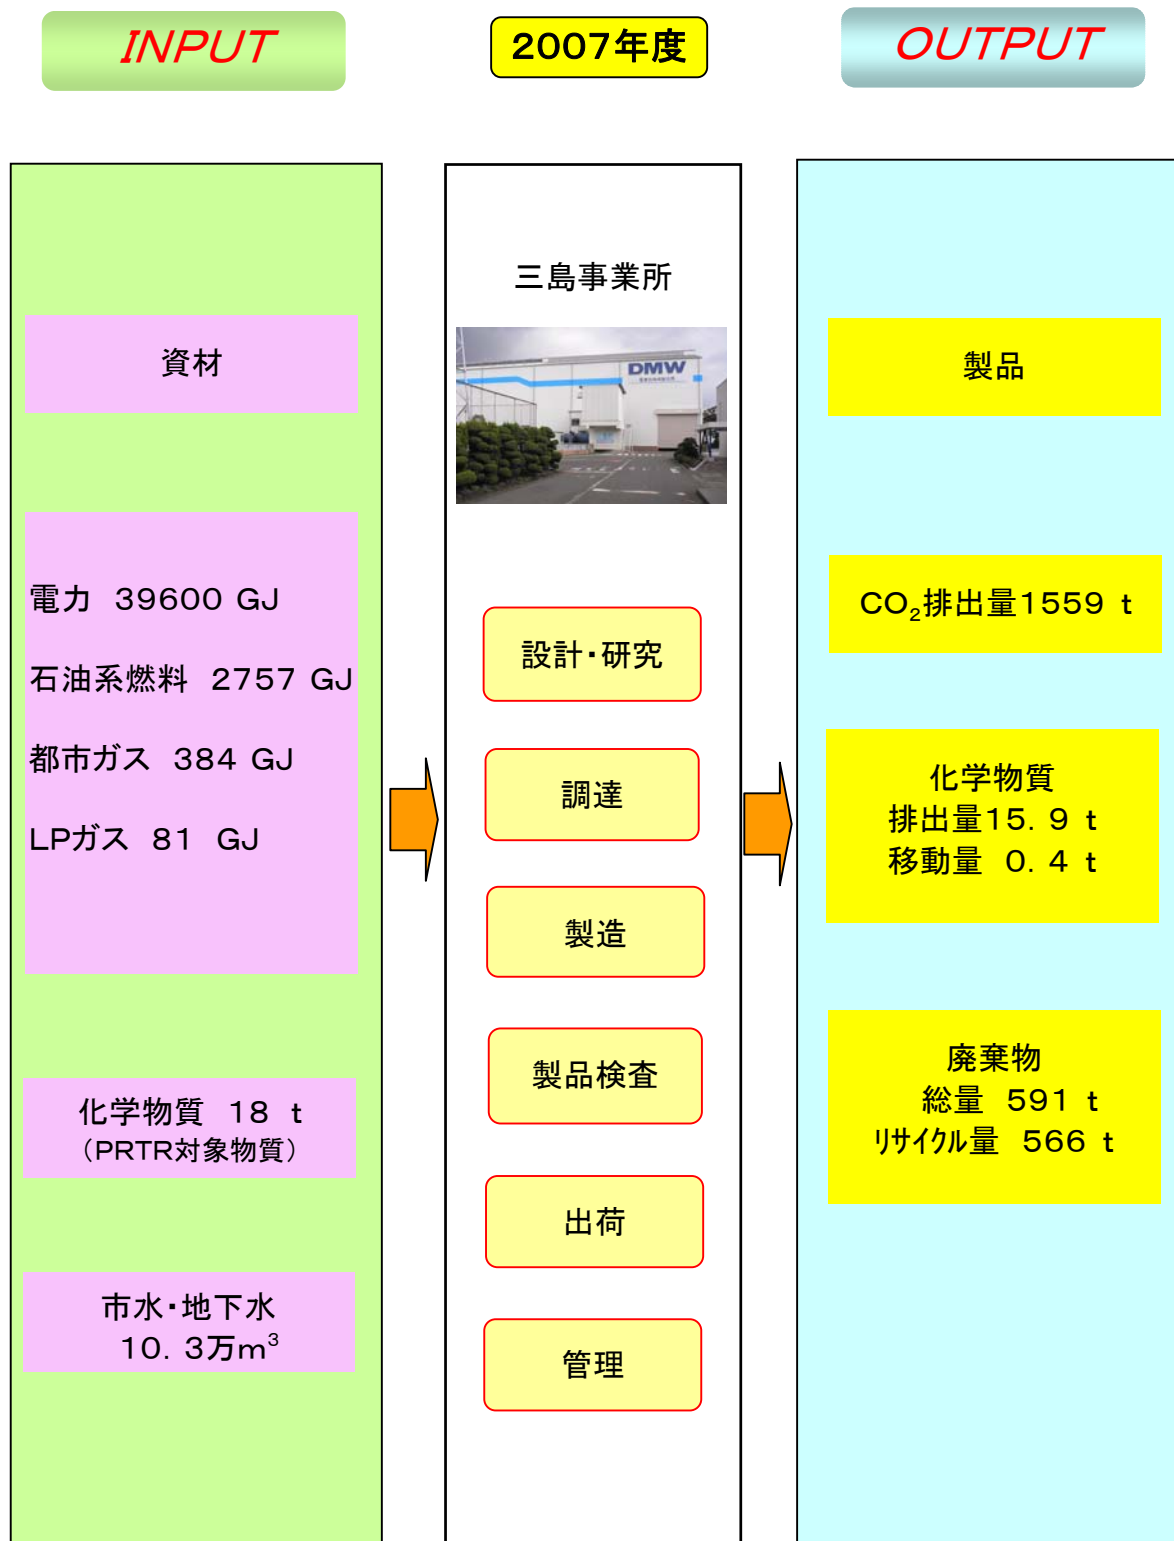 INPUT
2007年度
OUTPUT
資材
電力 39600 GJ
石油系燃料 2757 GJ
都市ガス 384 GJ
LPガス 81 GJ
化学物質 18 t
（PRTR対象物質）
市水・地下水
10. 3万m³
三島事業所
DMW
設計・研究
調達
製造
製品検査
出荷
管理
製品
CO₂排出量1559 t
化学物質
排出量15. 9 t
移動量 0. 4 t
廃棄物
総量 591 t
リサイクル量 566 t